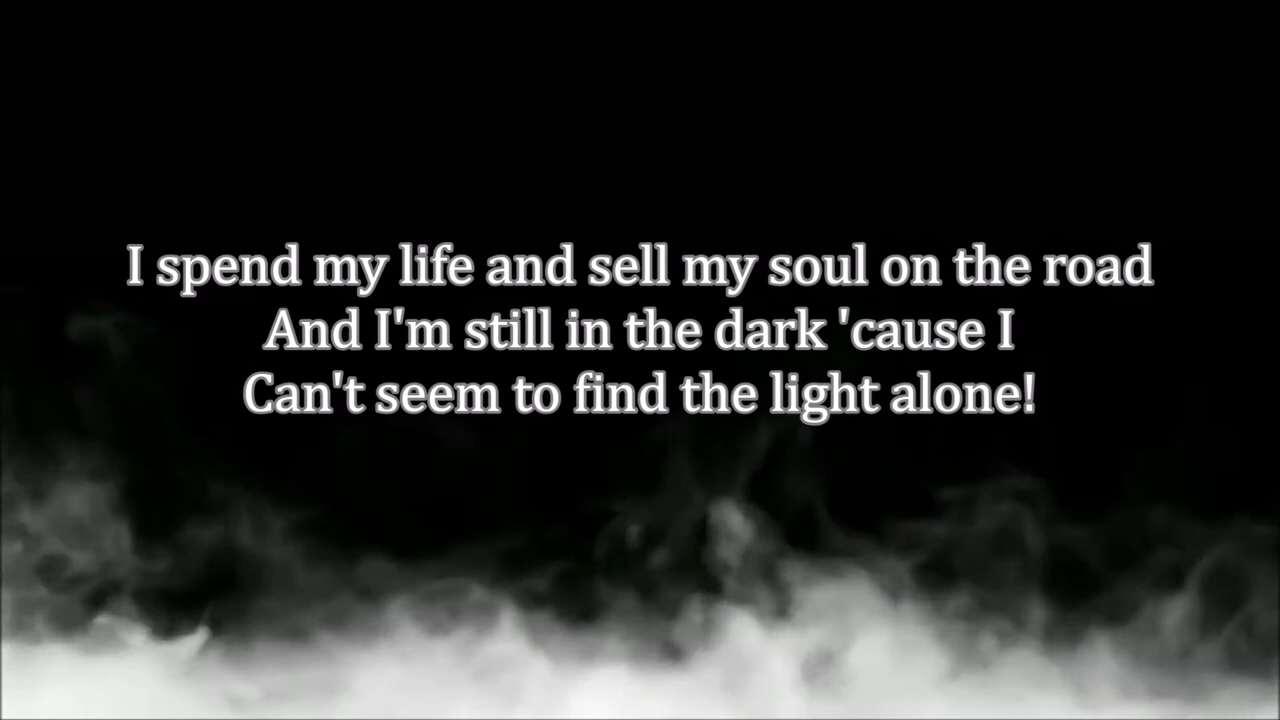 I spend my life and sell my soul on the road
And I'm still in the dark 'cause I
Can't seem to find the light alone!